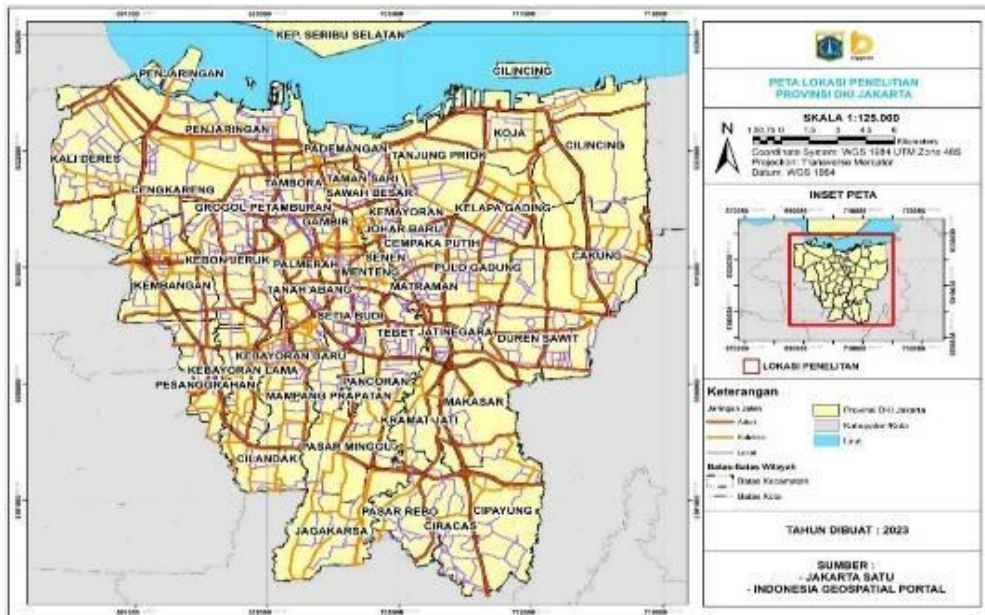 KEP. SERIBU SELATAN
PENJARINGAN
CILINCING
PENJARINGAN
KOJA
CILINCING
PADEMANGAN
TANJUNG PRIOK
KALI DERES
TAMAN SARI
TAMBORA
SAWAH BESAR
CENGKARENG
GROGOL PETAMBURAN
KEMAYORAN
KELAPA GADING
GAMBIR
JOHAR BARU
CEMPAKA PUTIH
SENEN
CAKUNG
KEBON JERUK
PALMERAH
MENTENG
PULO GADUNG
KEMBANGAN
TANAH ABANG
MATRAMAN
SETIA BUDI
TEBET
JATINEGARA
DUREN SAWIT
KEBAYORAN BARU
KEBAYORAN LAMA
PESANGGRAHAN
PANCORAN
MAMPANG PRAPATAN
MAKASAR
KRAMAT JATI
PASAR MINGGU
CILANDAK
PASAR REBO
CIPAYUNG
JAGAKARSA
CIRACAS
PETA LOKASI PENELITIAN
PROVINSI DKI JAKARTA
SKALA 1:125.000
N
Kilometers
Coordinate System: WGS 1984 UTM Zone 48S
Projection: Transverse Mercator
Datum: WGS 1984
INSET PETA
LOKASI PENELITAN
Keterangan
Jaringan Jalan
Arteri
Kolektor
Lokal
Provinsi DKI Jakarta
Kabupaten/Kota
Laut
Batas-Batas Wilayah
Batas Kecamatan
Batas Kota
TAHUN DIBUAT : 2023
SUMBER :
- JAKARTA SATU
- INDONESIA GEOSPATIAL PORTAL